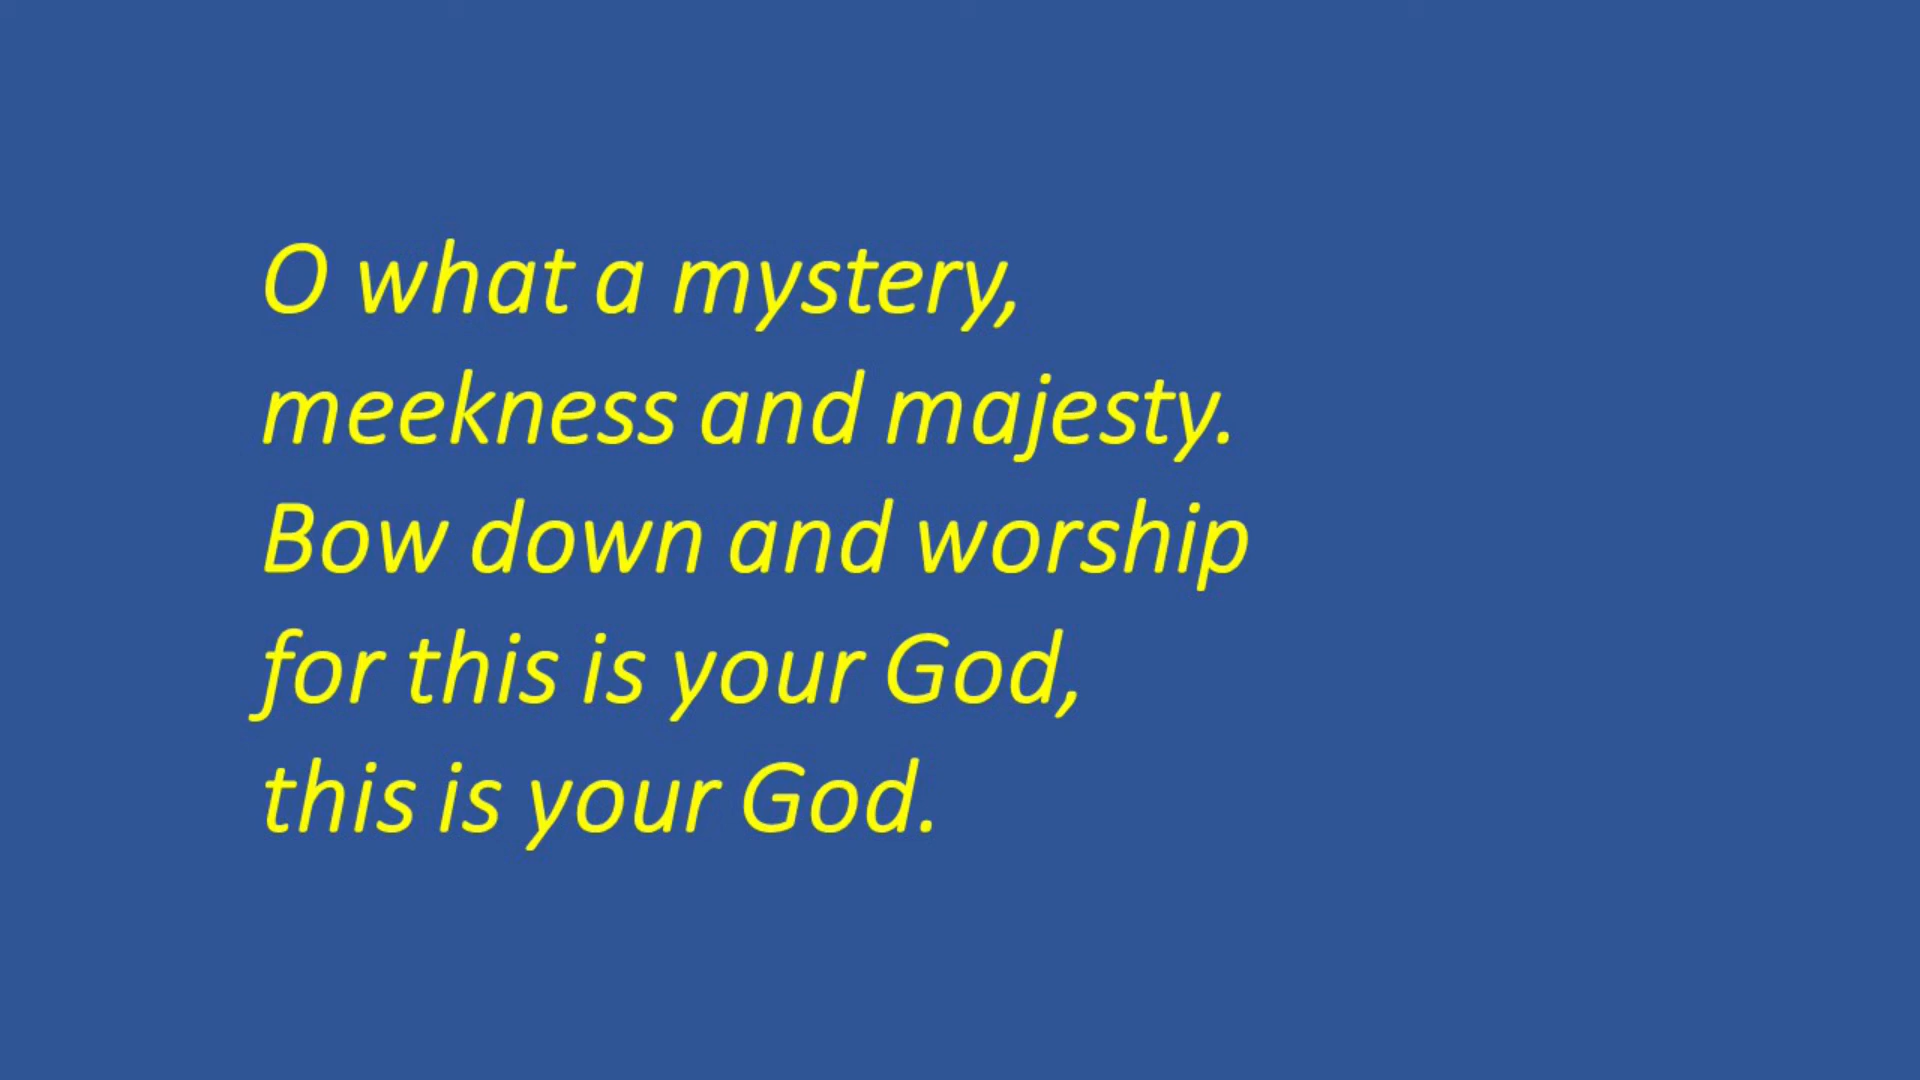 O what a mystery,
meekness and majesty.
Bow down and worship
for this is your God,
this is your God.